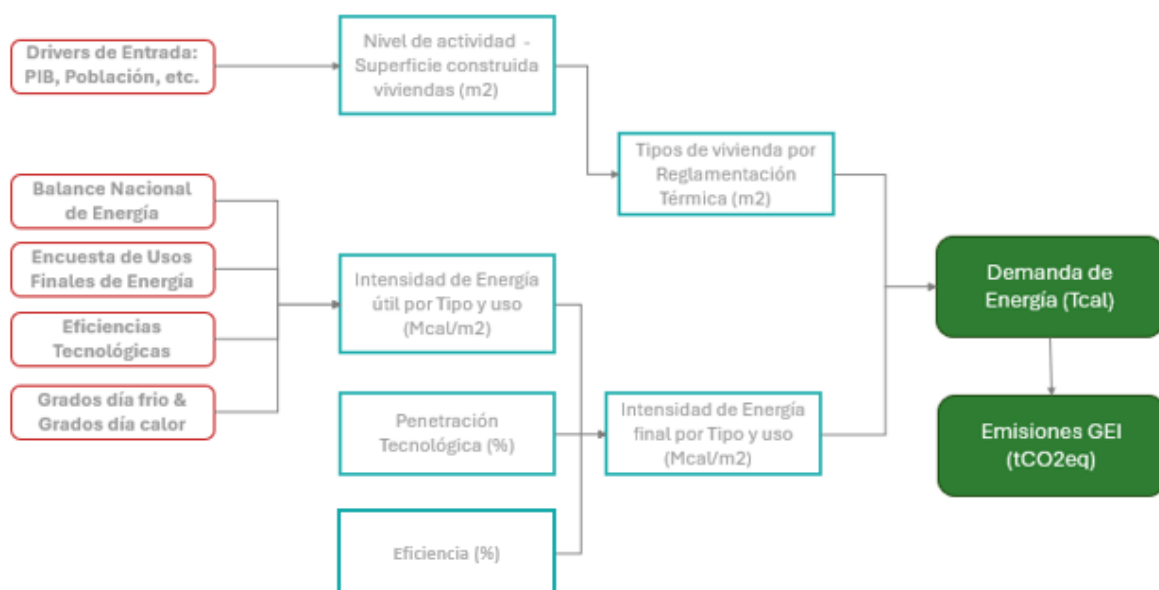 Drivers de Entrada:
PIB, Población, etc.
Nivel de actividad -
Superficie construida
viviendas (m2)
Tipos de vivienda por
Reglamentación
Térmica (m2)
Balance Nacional
de Energía
Encuesta de Usos
Finales de Energía
Eficiencias
Tecnológicas
Grados día frio &
Grados día calor
Intensidad de Energía
útil por Tipo y uso
(Mcal/m2)
Penetración
Tecnológica (%)
Eficiencia (%)
Intensidad de Energía
final por Tipo y uso
(Mcal/m2)
Demanda de
Energía (Tcal)
Emisiones GEI
(tCO2eq)